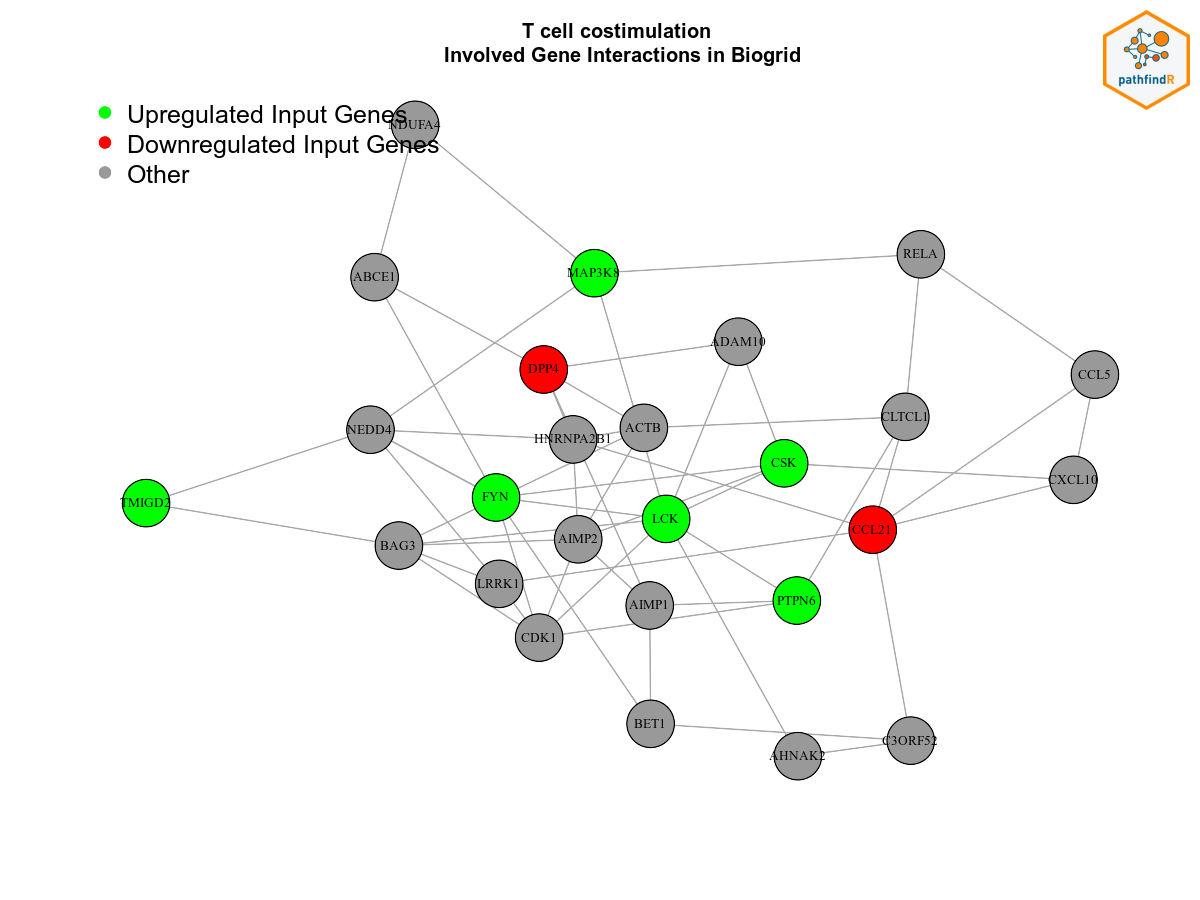 T cell costimulation
Involved Gene Interactions in Biogrid
pathfindR
Upregulated Input Genes
Downregulated Input Genes
Other
NDUFA4
RELA
ABCE1
MAP3K8
ADAM10
DPP4
CCL5
CLTCL1
NEDD4
HNRNPA2B1
ACTB
CSK
CXCL10
TMIGD2
FYN
LCK
CCL21
BAG3
AIMP2
LRRK1
AIMP1
PTPN6
CDK1
BET1
AHNAK2
C3ORF52